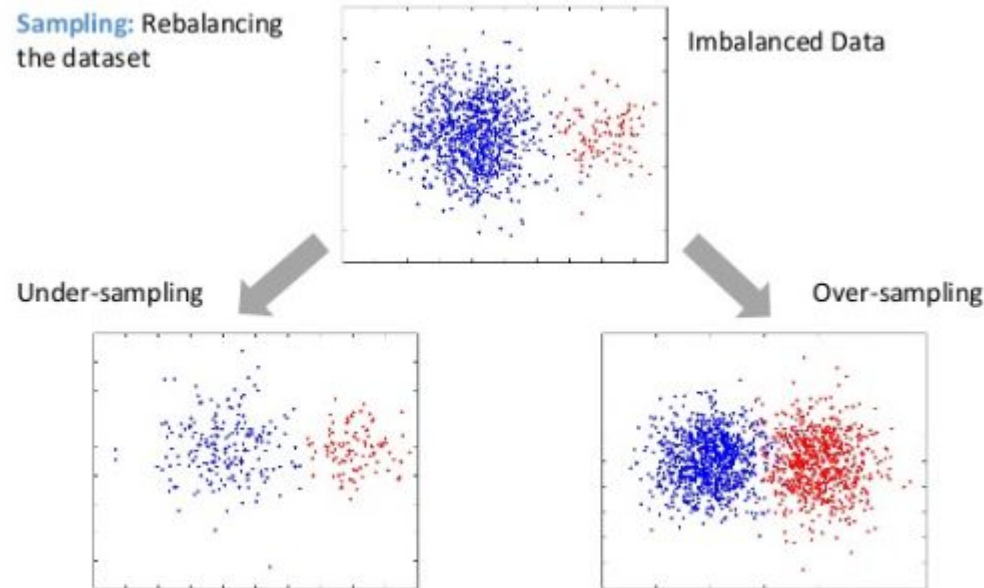 Sampling: Rebalancing
the dataset
Imbalanced Data
Under-sampling
Over-sampling